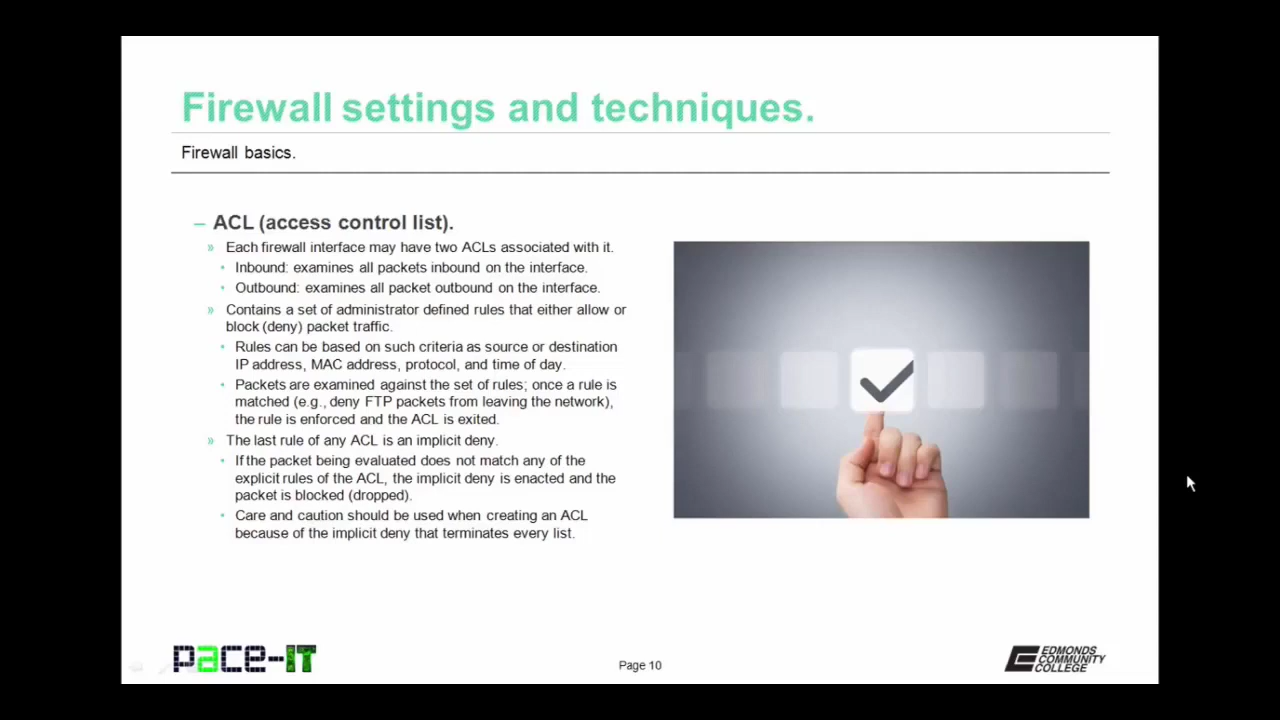 Firewall settings and techniques.
Firewall basics.
– ACL (access control list).
» Each firewall interface may have two ACLs associated with it.
• Inbound: examines all packets inbound on the interface.
• Outbound: examines all packet outbound on the interface.
» Contains a set of administrator defined rules that either allow or
block (deny) packet traffic.
• Rules can be based on such criteria as source or destination
IP address, MAC address, protocol, and time of day.
• Packets are examined against the set of rules; once a rule is
matched (e.g., deny FTP packets from leaving the network),
the rule is enforced and the ACL is exited.
» The last rule of any ACL is an implicit deny.
• If the packet being evaluated does not match any of the
explicit rules of the ACL, the implicit deny is enacted and the
packet is blocked (dropped).
• Care and caution should be used when creating an ACL
because of the implicit deny that terminates every list.
pace-IT
Page 10
EDMONDS
COMMUNITY
COLLEGE